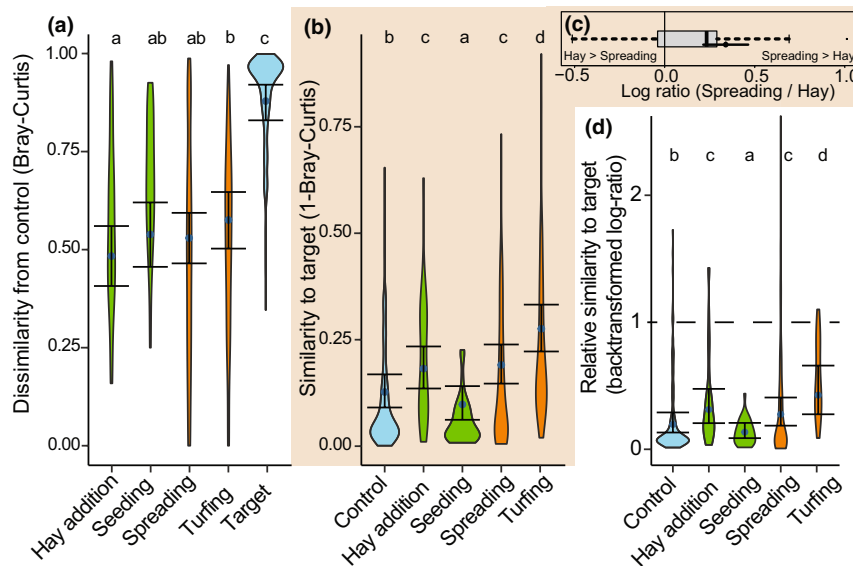 (a)
a ab ab b c
Dissimilarity from control (Bray-Curtis)
1.00
0.75
0.50
0.25
0.00
Hay addition
Seeding
Spreading
Turfing
Target
(b)
b c a c d
Similarity to target (1-Bray-Curtis)
0.75
0.50
0.25
0.00
Control
Hay addition
Seeding
Spreading
Turfing
(c)
Hay > Spreading
Spreading > Hay
−0.5 0.0 0.5 1.0
Log ratio (Spreading / Hay)
(d)
b c a c d
Relative similarity to target
(backtransformed log-ratio)
2
1
0
Control
Hay addition
Seeding
Spreading
Turfing